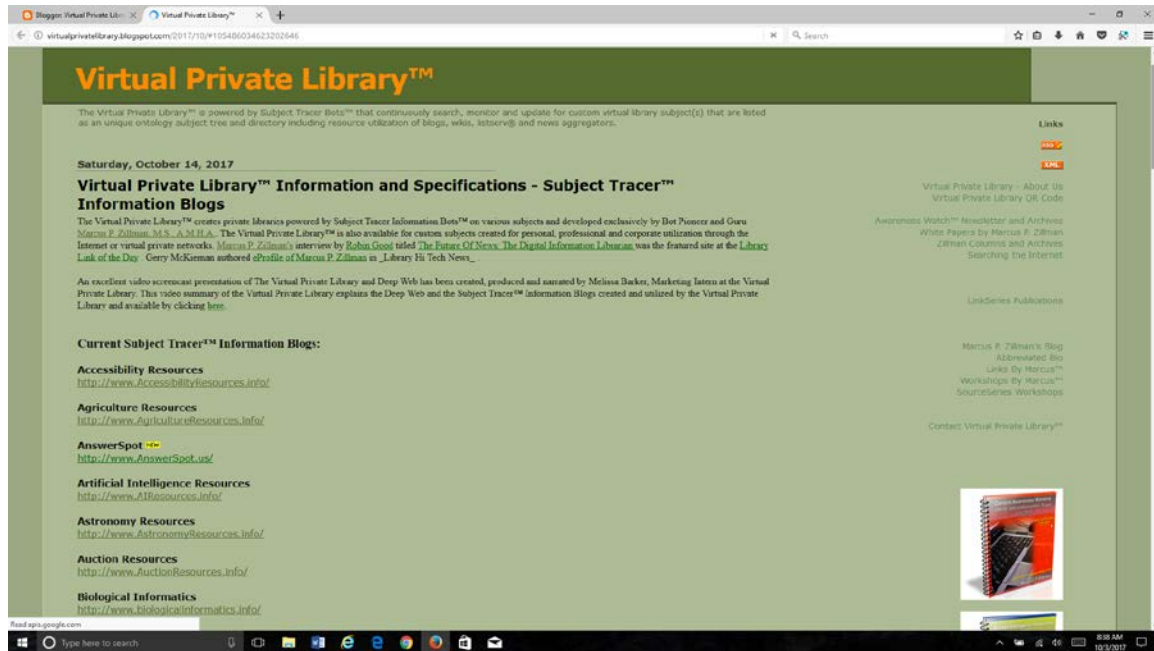 Blogger: Virtual Private Libr
Virtual Private Library™
virtualprivatelibrary.blogspot.com/2017/10/#105486034623202646
Search
Virtual Private Library™
The Virtual Private Library™ is powered by Subject Tracer Bots™ that continuously search, monitor and update for custom virtual library subject(s) that are listed
as an unique ontology subject tree and directory including resource utilization of blogs, wikis, listserv® and news aggregators.
Saturday, October 14, 2017
Virtual Private Library™ Information and Specifications - Subject Tracer™
Information Blogs
The Virtual Private Library™ creates private libraries powered by Subject Tracer Information Bots™ on various subjects and developed exclusively by Bot Pioneer and Guru
Marcus P. Zillman, M.S., A.M.H.A.. The Virtual Private Library™ is also available for custom subjects created for personal, professional and corporate utilization through the
Internet or virtual private networks. Marcus P. Zillman's interview by Robin Good titled The Future Of News: The Digital Information Librarian was the featured site at the Library
Link of the Day. Gerry McKiernan authored eProfile of Marcus P. Zillman in _Library Hi Tech News_
An excellent video screencast presentation of The Virtual Private Library and Deep Web has been created, produced and narrated by Melissa Barker, Marketing Intern at the Virtual
Private Library. This video summary of the Virtual Private Library explains the Deep Web and the Subject Tracer™ Information Blogs created and utilized by the Virtual Private
Library and available by clicking here.
Current Subject Tracer™ Information Blogs:
Accessibility Resources
http://www.AccessibilityResources.info/
Agriculture Resources
http://www.AgricultureResources.info/
AnswerSpot NEW
http://www.AnswerSpot.us/
Artificial Intelligence Resources
http://www.AIResources.info/
Astronomy Resources
http://www.AstronomyResources.info/
Auction Resources
http://www.AuctionResources.info/
Biological Informatics
http://www.biologicalinformatics.info/
Links
RSS
XML
Virtual Private Library - About Us
Virtual Private Library QR Code
Awareness Watch™ Newsletter and Archives
White Papers by Marcus P. Zillman
Zillman Columns and Archives
Searching the Internet
LinkSeries Publications
Marcus P. Zillman's Blog
Abbreviated Bio
Links By Marcus™
Workshops By Marcus™
SourceSeries Workshops
Contact Virtual Private Library™
Read apis.google.com
Type here to search
8:38 AM
10/3/2017